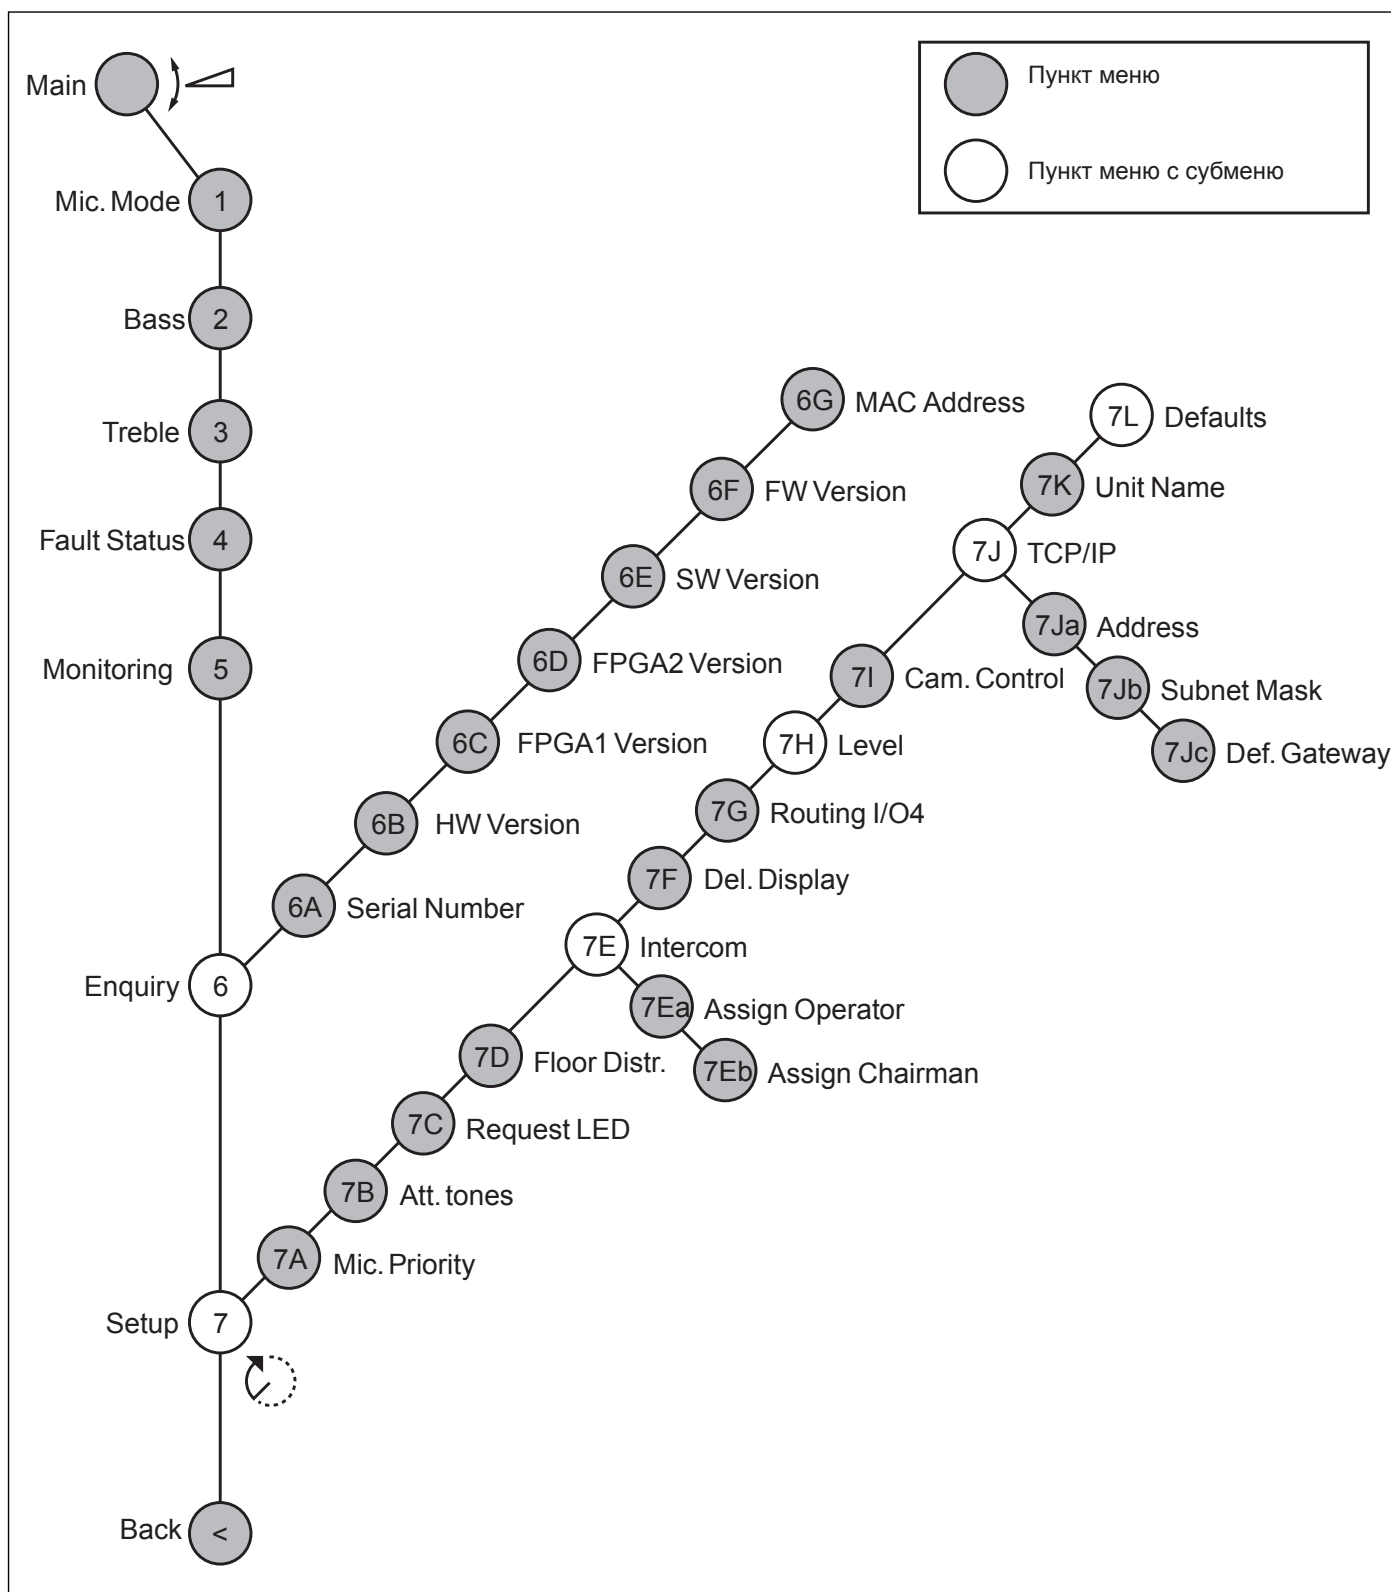 Main
Пункт меню
Пункт меню с субменю
Mic. Mode 1
Bass 2
Treble 3
Fault Status 4
Monitoring 5
6G MAC Address
6F FW Version
6E SW Version
6D FPGA2 Version
6C FPGA1 Version
6B HW Version
6A Serial Number
Enquiry 6
7L Defaults
7K Unit Name
7J TCP/IP
7Ja Address
7Jb Subnet Mask
7Jc Def. Gateway
7I Cam. Control
7H Level
7G Routing I/O4
7F Del. Display
7E Intercom
7Ea Assign Operator
7Eb Assign Chairman
7D Floor Distr.
7C Request LED
7B Att. tones
7A Mic. Priority
Setup 7
Back <